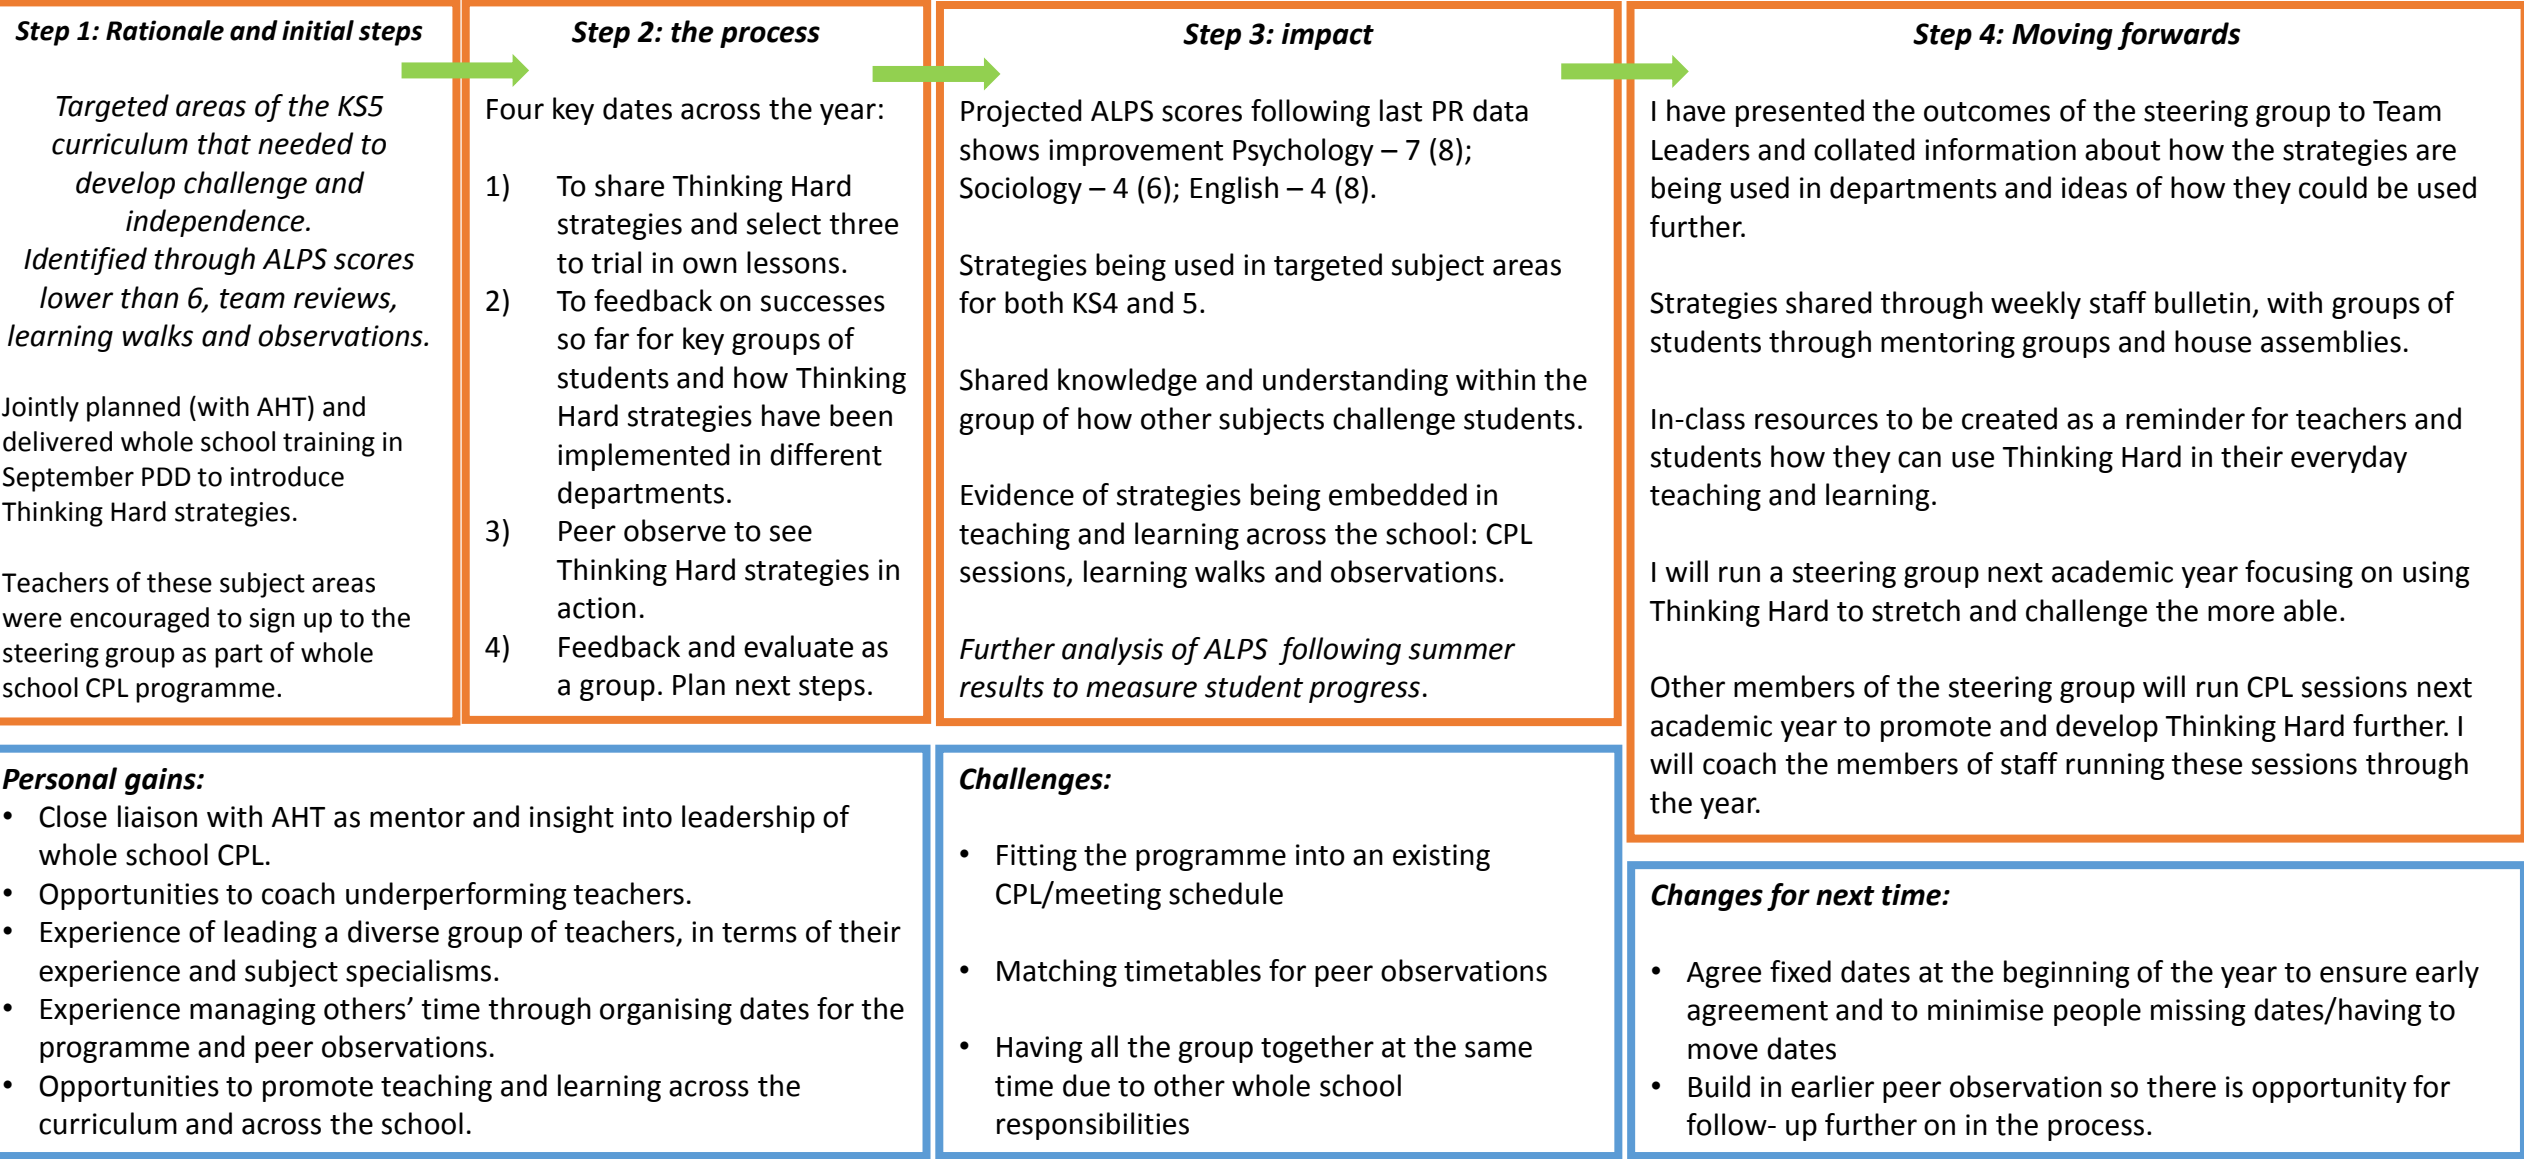 Step 1: Rationale and initial steps
Targeted areas of the KS5
curriculum that needed to
develop challenge and
independence.
Identified through ALPS scores
lower than 6, team reviews,
learning walks and observations.
Jointly planned (with AHT) and
delivered whole school training in
September PDD to introduce
Thinking Hard strategies.
Teachers of these subject areas
were encouraged to sign up to the
steering group as part of whole
school CPL programme.
Step 2: the process
Four key dates across the year:
1) To share Thinking Hard
strategies and select three
to trial in own lessons.
2) To feedback on successes
so far for key groups of
students and how Thinking
Hard strategies have been
implemented in different
departments.
3) Peer observe to see
Thinking Hard strategies in
action.
4) Feedback and evaluate as
a group. Plan next steps.
Step 3: impact
Projected ALPS scores following last PR data
shows improvement Psychology – 7 (8);
Sociology – 4 (6); English – 4 (8).
Strategies being used in targeted subject areas
for both KS4 and 5.
Shared knowledge and understanding within the
group of how other subjects challenge students.
Evidence of strategies being embedded in
teaching and learning across the school: CPL
sessions, learning walks and observations.
Further analysis of ALPS following summer
results to measure student progress.
Step 4: Moving forwards
I have presented the outcomes of the steering group to Team
Leaders and collated information about how the strategies are
being used in departments and ideas of how they could be used
further.
Strategies shared through weekly staff bulletin, with groups of
students through mentoring groups and house assemblies.
In-class resources to be created as a reminder for teachers and
students how they can use Thinking Hard in their everyday
teaching and learning.
I will run a steering group next academic year focusing on using
Thinking Hard to stretch and challenge the more able.
Other members of the steering group will run CPL sessions next
academic year to promote and develop Thinking Hard further. I
will coach the members of staff running these sessions through
the year.
Personal gains:
• Close liaison with AHT as mentor and insight into leadership of
whole school CPL.
• Opportunities to coach underperforming teachers.
• Experience of leading a diverse group of teachers, in terms of their
experience and subject specialisms.
• Experience managing others’ time through organising dates for the
programme and peer observations.
• Opportunities to promote teaching and learning across the
curriculum and across the school.
Challenges:
• Fitting the programme into an existing
CPL/meeting schedule
• Matching timetables for peer observations
• Having all the group together at the same
time due to other whole school
responsibilities
Changes for next time:
• Agree fixed dates at the beginning of the year to ensure early
agreement and to minimise people missing dates/having to
move dates
• Build in earlier peer observation so there is opportunity for
follow- up further on in the process.